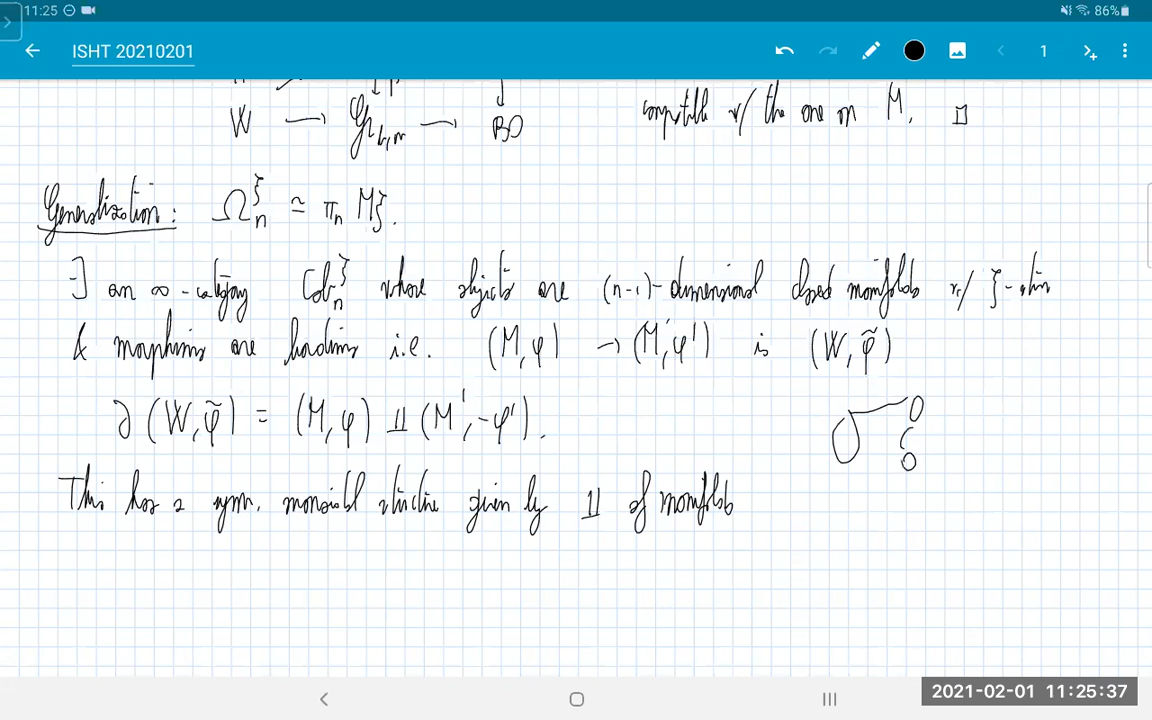 11:25
86%
ISHT 20210201
1
W → Gr_{k,n} → BO
compatible w/ the one on M. □
Generalization: Ω_n^ξ ≃ π_n Mξ.
∃ an ∞-category Cob_n^ξ whose objects are (n-1)-dimensional closed manifolds w/ ξ-str
& morphisms are bordisms i.e. (M, φ) → (M', φ') is (W, φ̃)
∂(W, φ̃) = (M, φ) ⨿ (M', -φ').
This has a sym. monoidal structure given by ⨿ of manifolds
2021-02-01 11:25:37